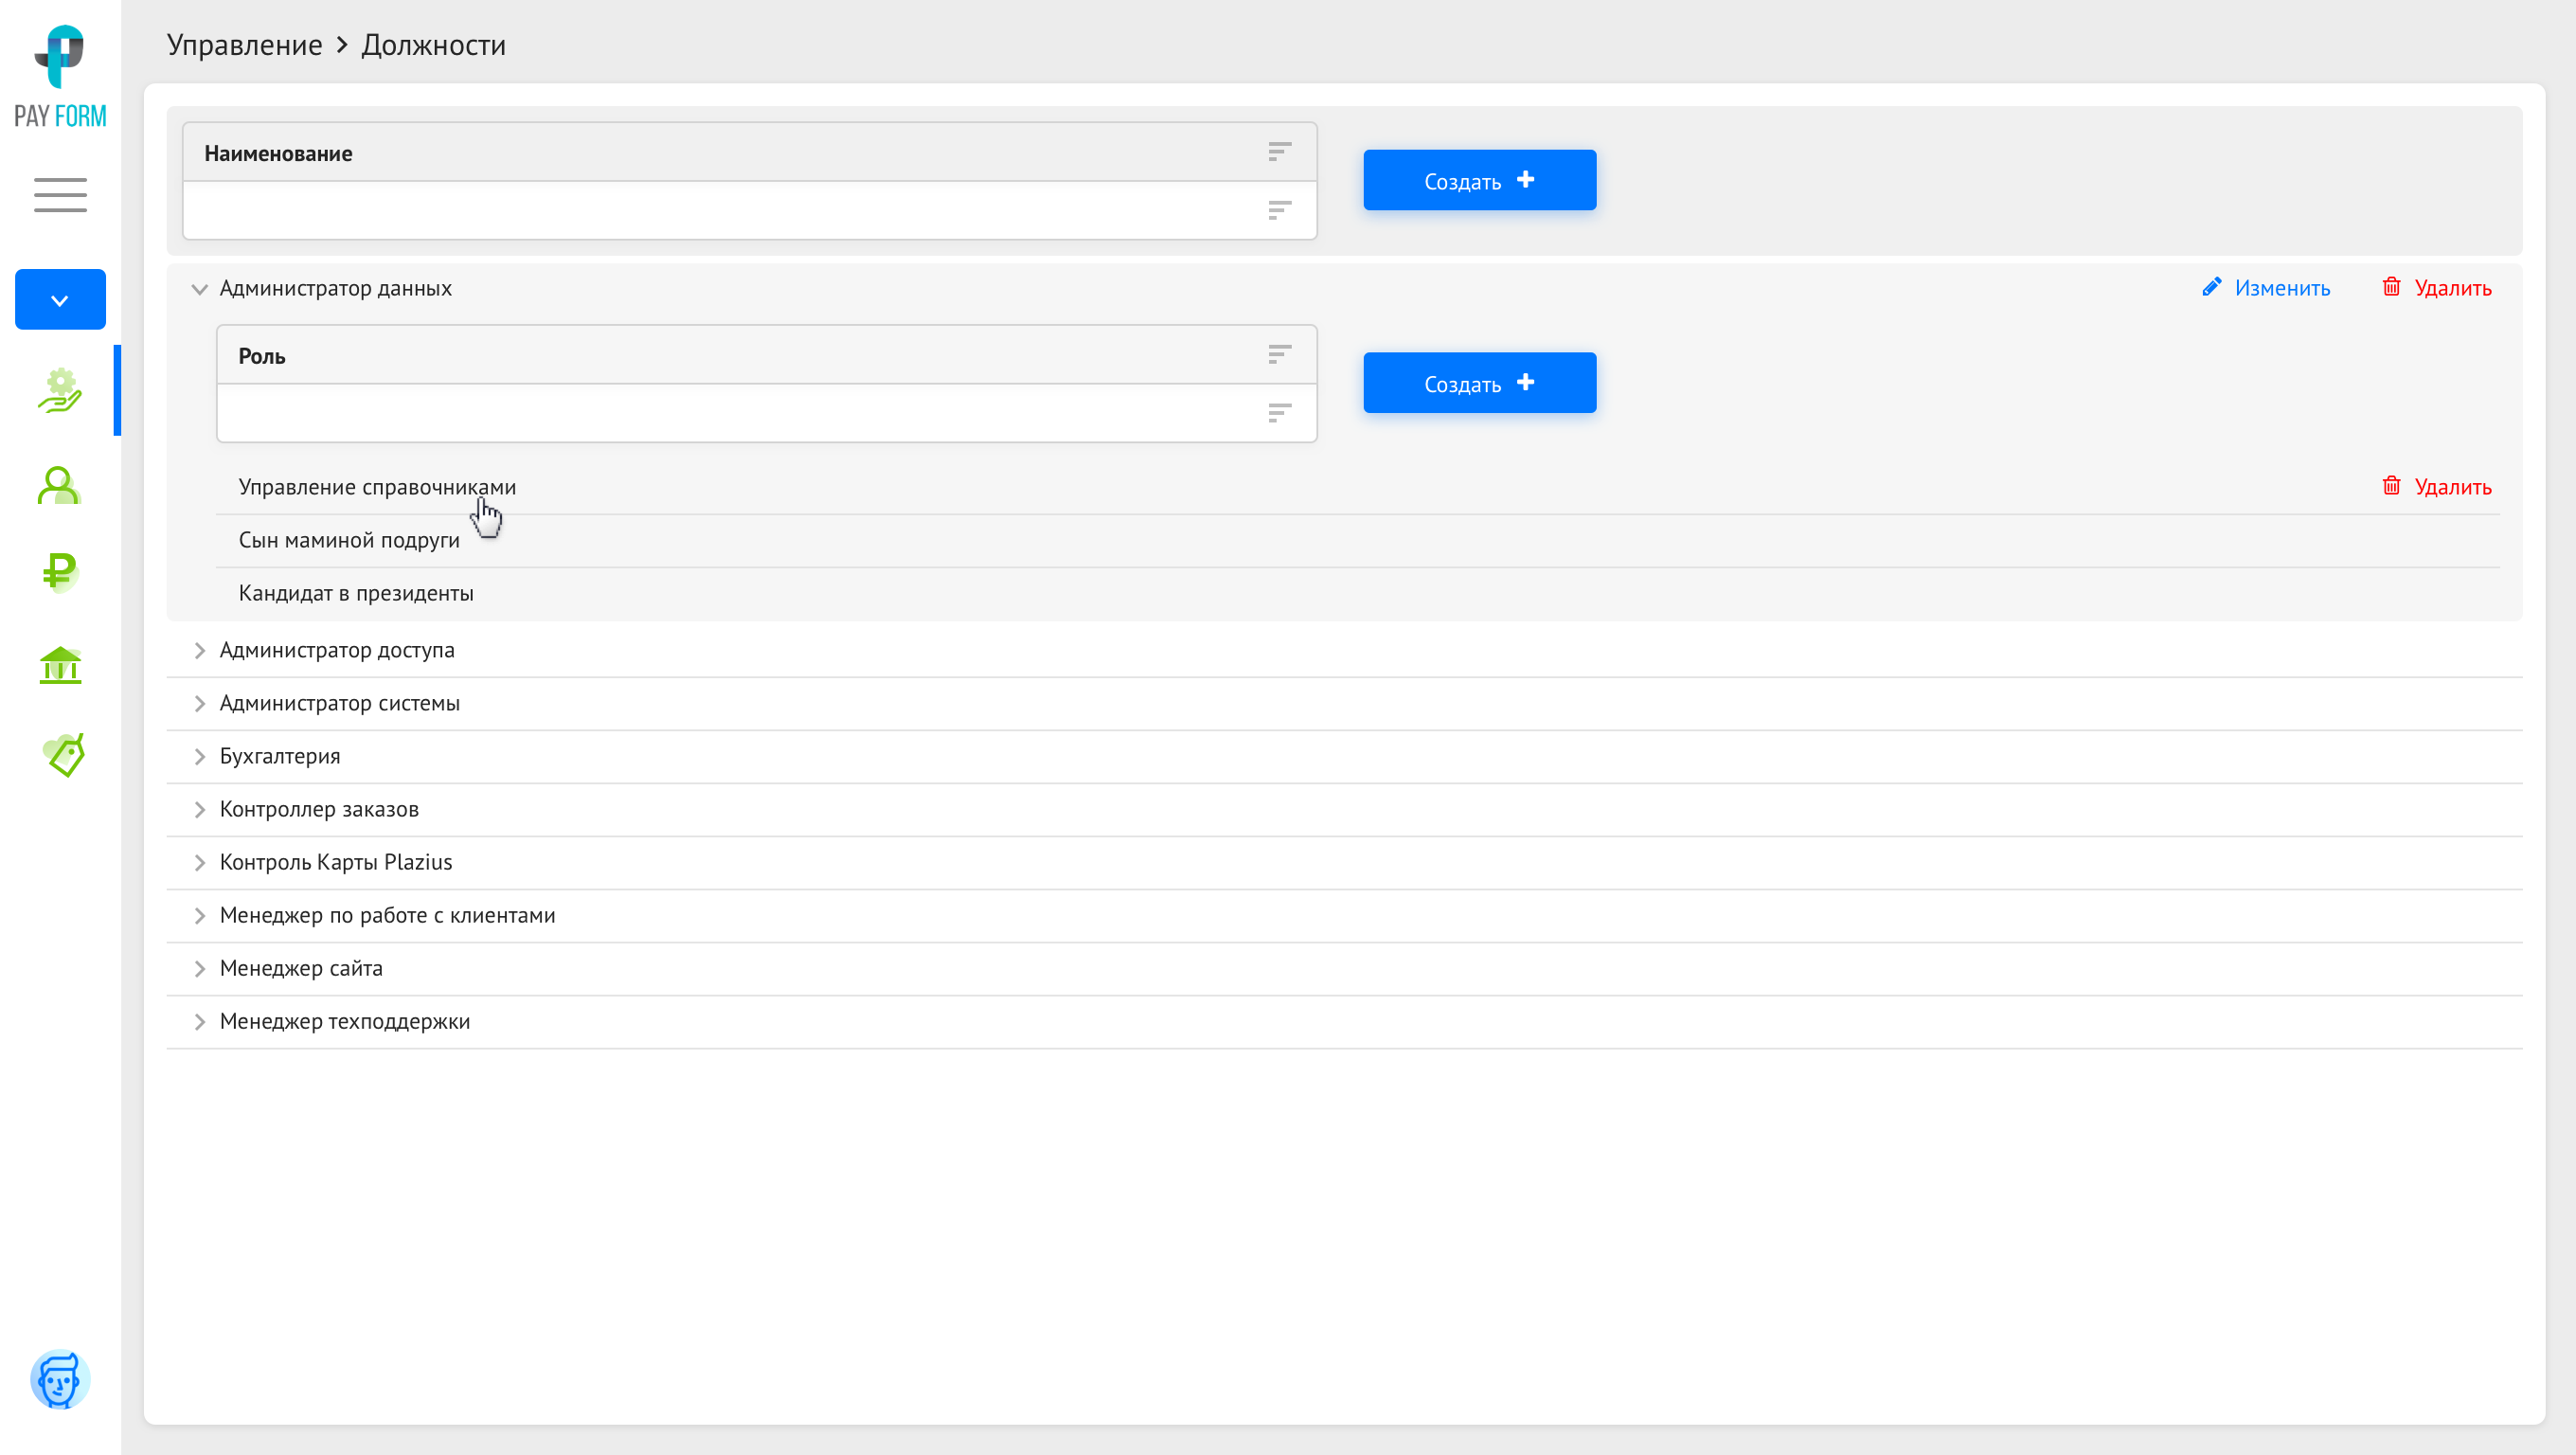 PAY FORM
Управление > Должности
Наименование
Создать +
Администратор данных Изменить Удалить
Роль
Создать +
Управление справочниками Удалить
Сын маминой подруги
Кандидат в президенты
Администратор доступа
Администратор системы
Бухгалтерия
Контроллер заказов
Контроль Карты Plazius
Менеджер по работе с клиентами
Менеджер сайта
Менеджер техподдержки